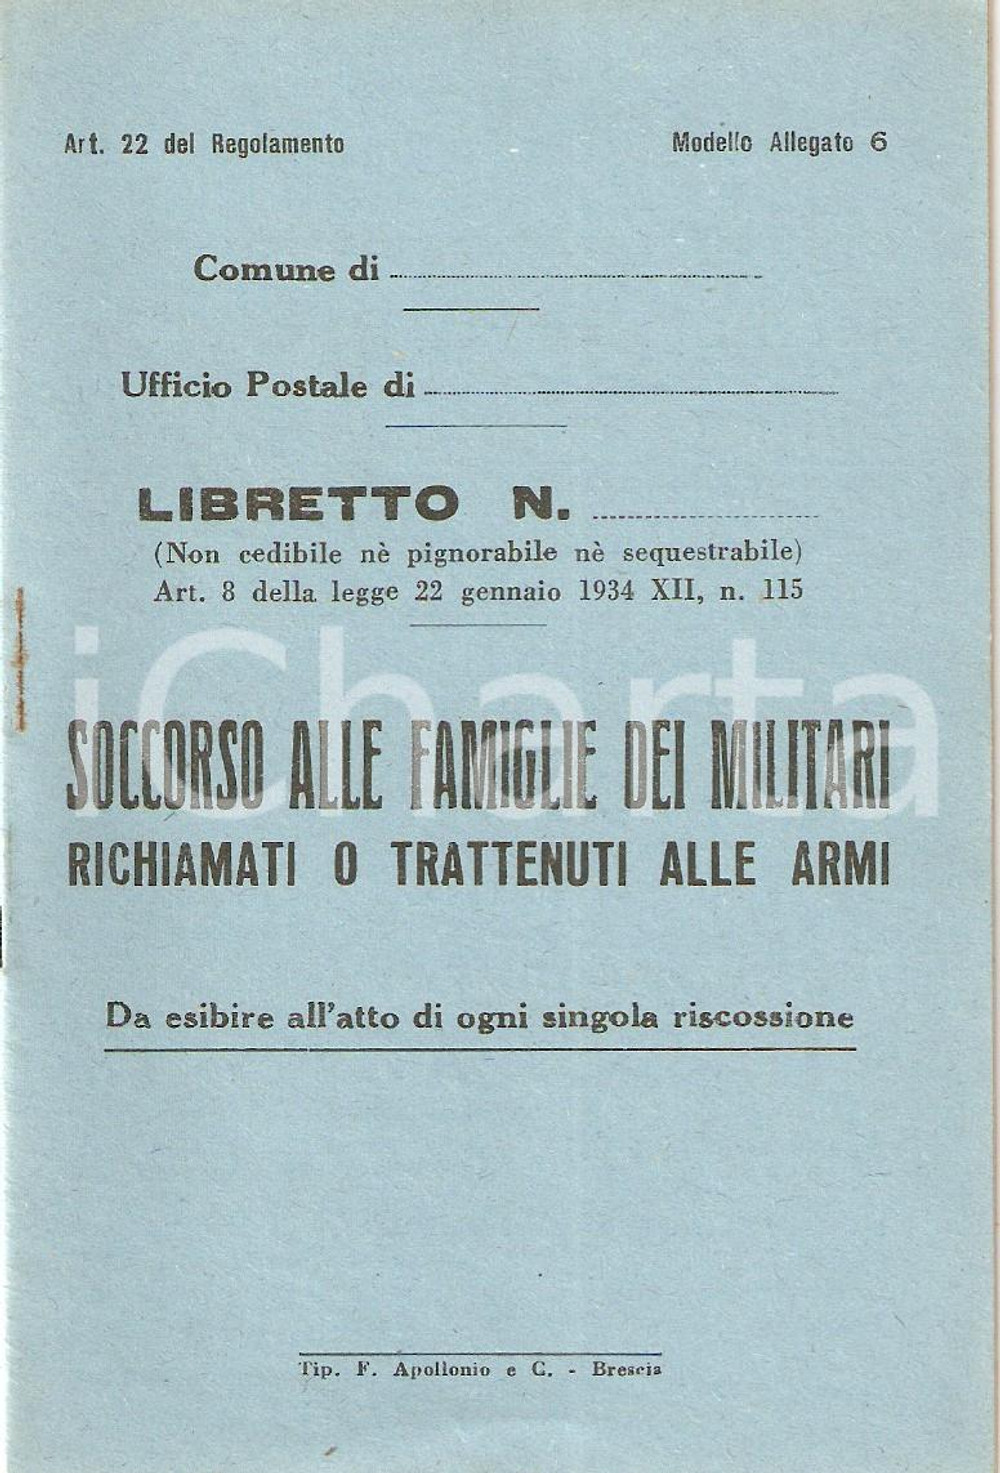 Art. 22 del Regolamento
Modello Allegato 6
Comune di
Ufficio Postale di
LIBRETTO N.
(Non cedibile nè pignorabile nè sequestrabile)
Art. 8 della legge 22 gennaio 1934 XII, n. 115
iCharta
SOCCORSO ALLE FAMIGLIE DEI MILITARI
RICHIAMATI O TRATTENUTI ALLE ARMI
Da esibire all'atto di ogni singola riscossione
Tip. F. Apollonio e C. - Brescia